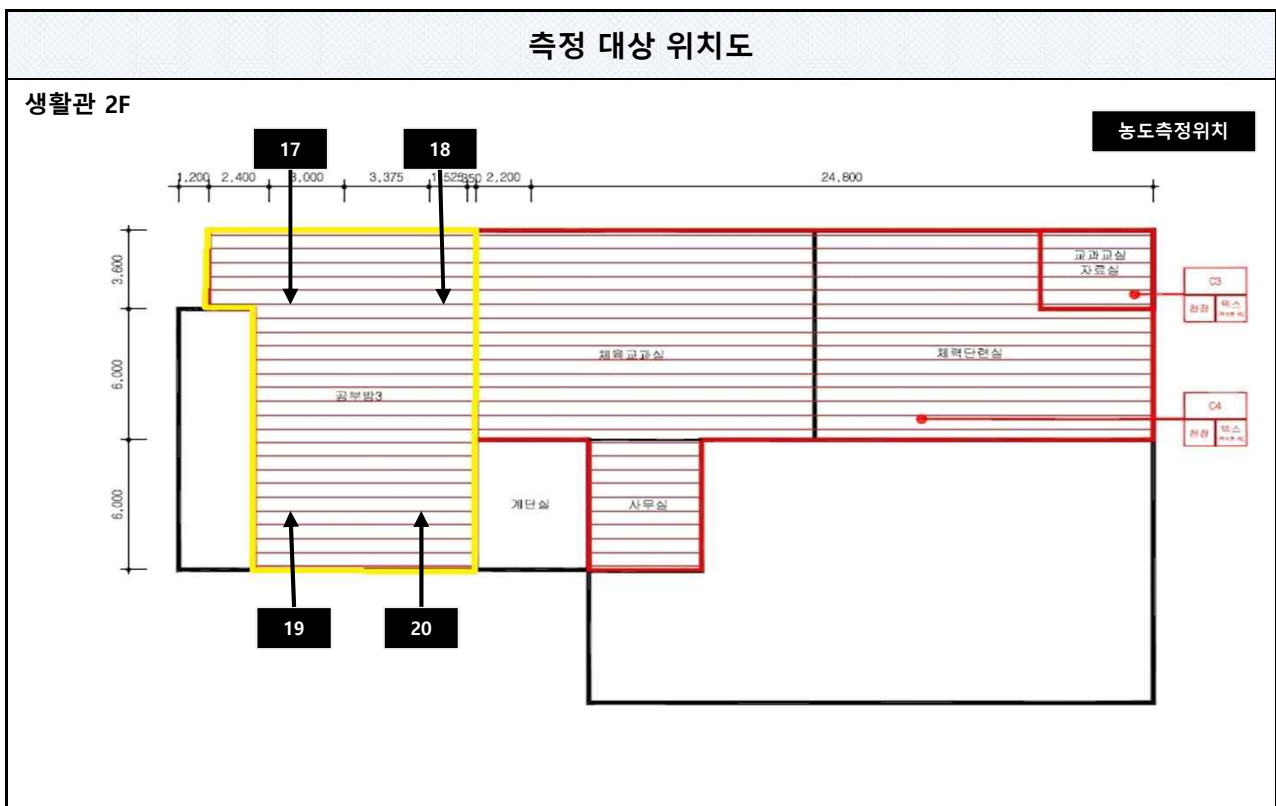 측정 대상 위치도
생활관 2F
농도측정위치
17
18
1,200 2,400 3,000 3,375 1,525 350 2,200 24,800
3,600
6,000
6,000
교과교실
자료실
C3
천장 텍스
체육교과실
체력단련실
공부방3
C4
천장 텍스
계단실
사무실
19
20